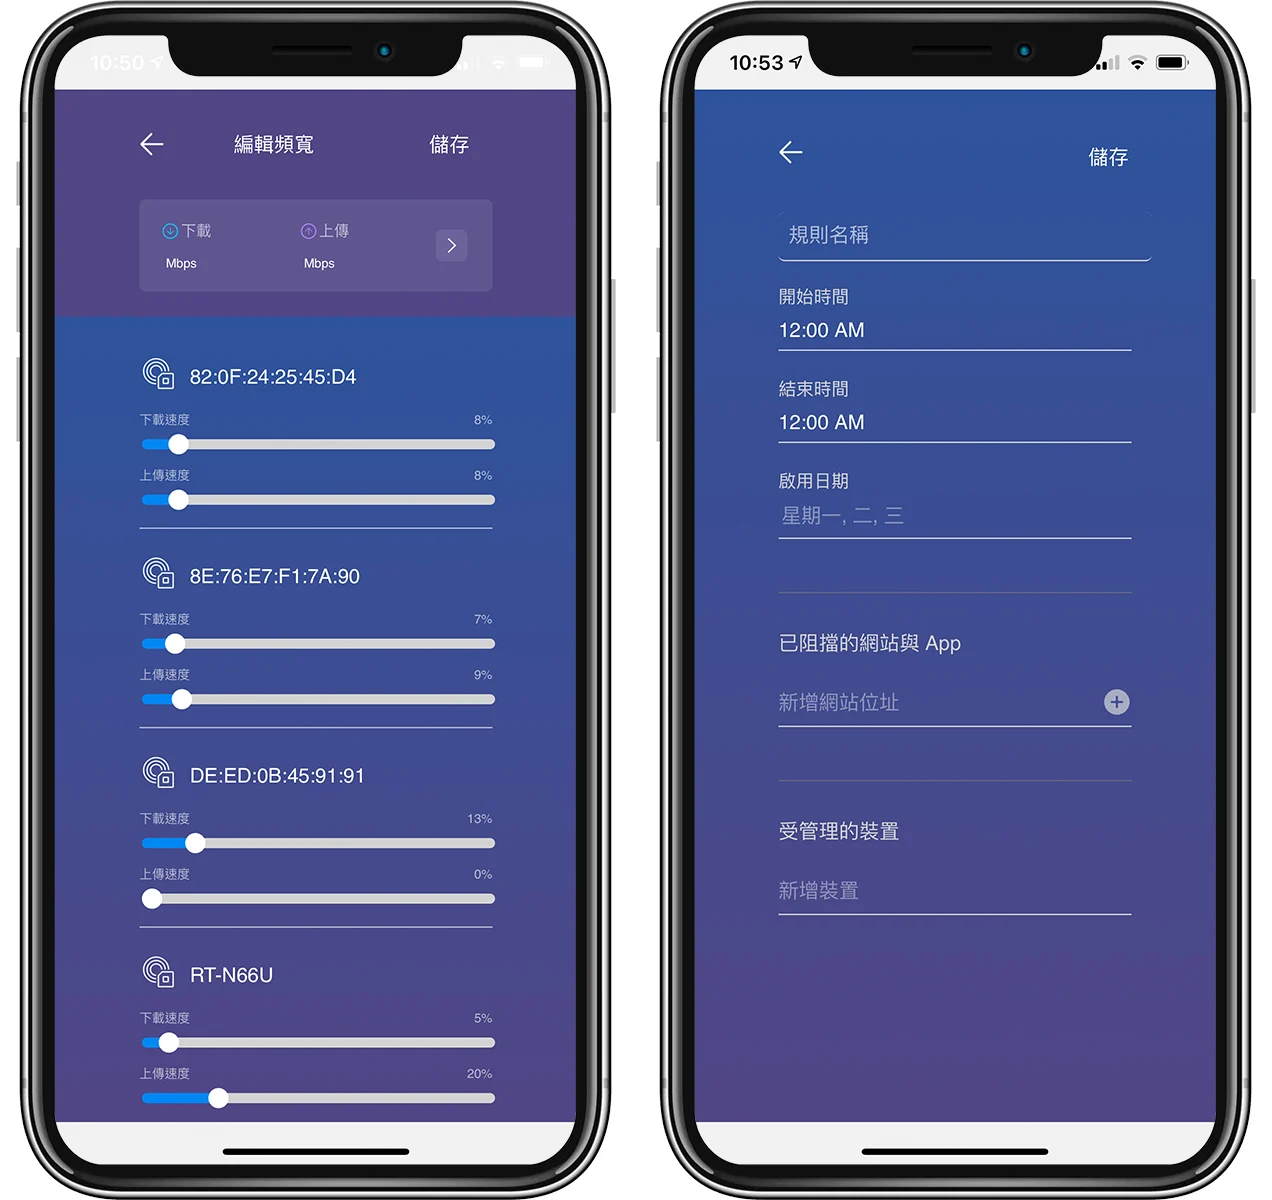 10:50
編輯頻寬
儲存
下載
上傳
Mbps
Mbps
82:0F:24:25:45:D4
下載速度
8%
上傳速度
8%
8E:76:E7:F1:7A:90
下載速度
7%
上傳速度
9%
DE:ED:0B:45:91:91
下載速度
13%
上傳速度
0%
RT-N66U
下載速度
5%
上傳速度
20%
10:53
儲存
規則名稱
開始時間
12:00 AM
結束時間
12:00 AM
啟用日期
星期一, 二, 三
已阻擋的網站與 App
新增網站位址
受管理的裝置
新增裝置